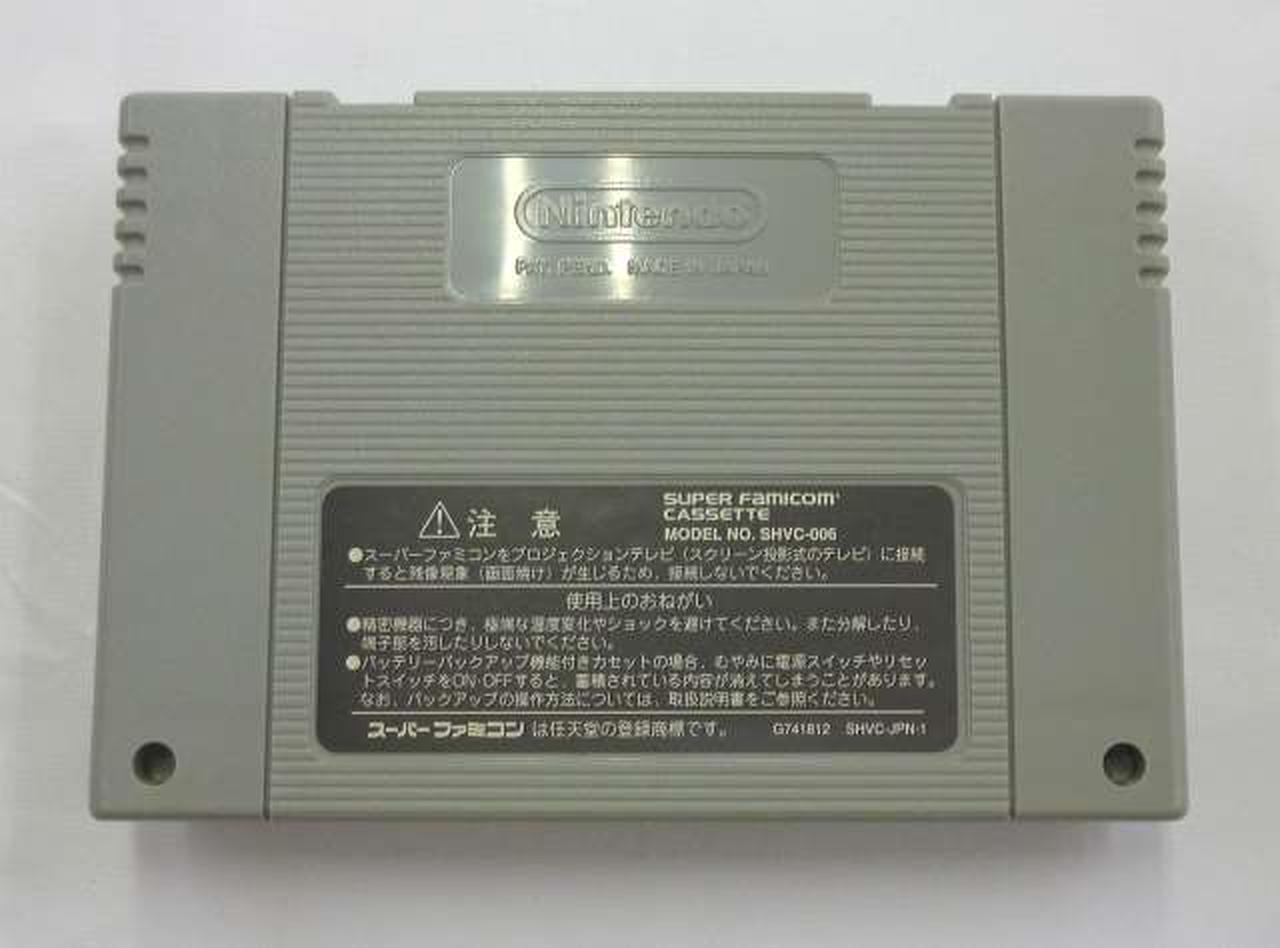 Nintendo
PAT. PEND. MADE IN JAPAN
⚠注 意
SUPER FAMICOM
CASSETTE
MODEL NO. SHVC-006
●スーパーファミコンをプロジェクションテレビ（スクリーン投影式のテレビ）に接続
すると残像現象（画面焼け）が生じるため、接続しないでください。
使用上のおねがい
●精密機器につき、極端な温度変化やショックを避けてください。また分解したり、
端子部を汚したりしないでください。
●バッテリーバックアップ機能付きカセットの場合、むやみに電源スイッチやリセッ
トスイッチをON・OFFすると、蓄積されている内容が消えてしまうことがあります。
なお、バックアップの操作方法については、取扱説明書をご参照ください。
スーパーファミコン は任天堂の登録商標です。 G741812 SHVC-JPN-1